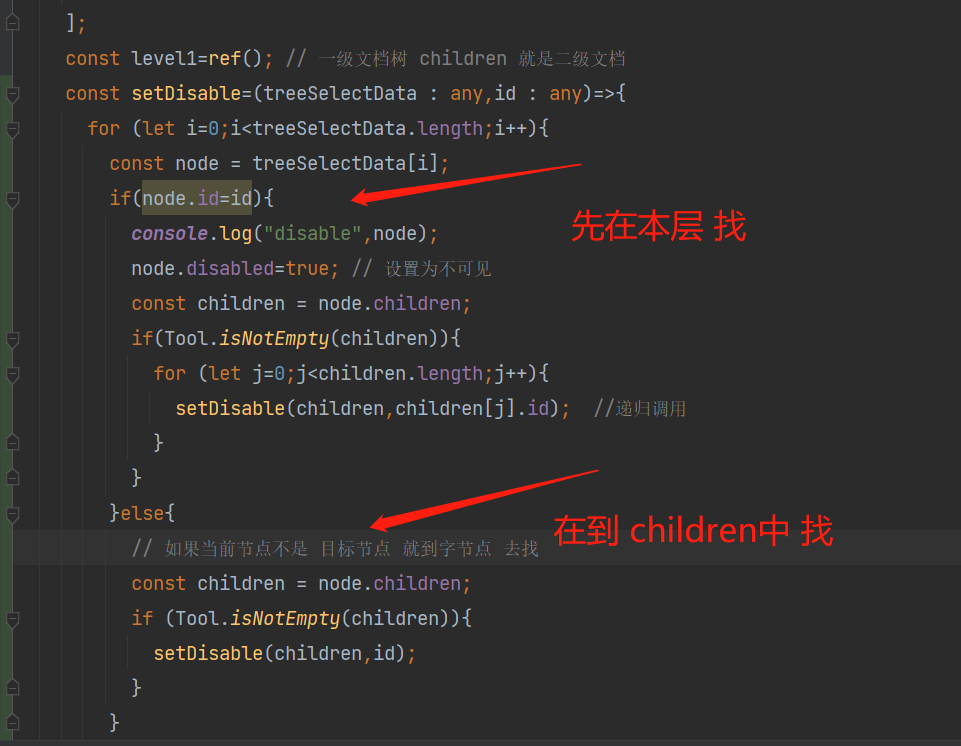 ];
const level1=ref(); // 一级文档树 children 就是二级文档
const setDisable=(treeSelectData : any,id : any)=>{
for (let i=0;i<treeSelectData.length;i++){
const node = treeSelectData[i];
if(node.id=id){
先在本层 找
console.log("disable",node);
node.disabled=true; // 设置为不可见
const children = node.children;
if(Tool.isNotEmpty(children)){
for (let j=0;j<children.length;j++){
setDisable(children,children[j].id); //递归调用
}
}
}else{
在到 children中 找
// 如果当前节点不是 目标节点 就到字节点 去找
const children = node.children;
if (Tool.isNotEmpty(children)){
setDisable(children,id);
}
}